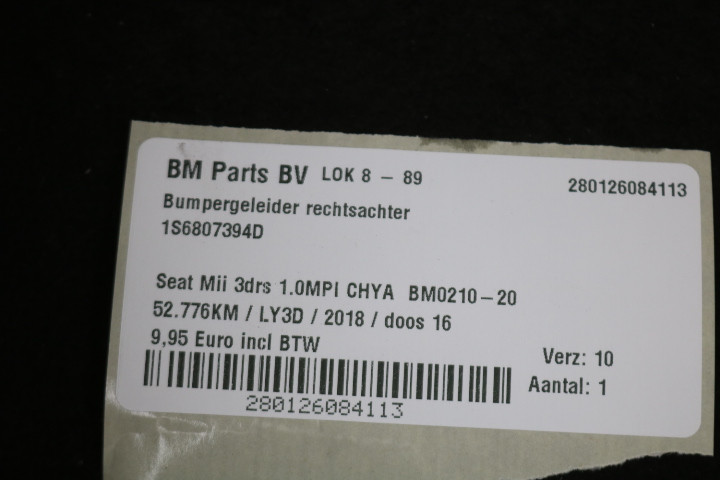 BM Parts BV LOK 8 - 89
280126084113
Bumpergeleider rechtsachter
1S6807394D
Seat Mii 3drs 1.0MPI CHYA BM0210-20
52.776KM / LY3D / 2018 / doos 16
9,95 Euro incl BTW
Verz: 10
Aantal: 1
280126084113